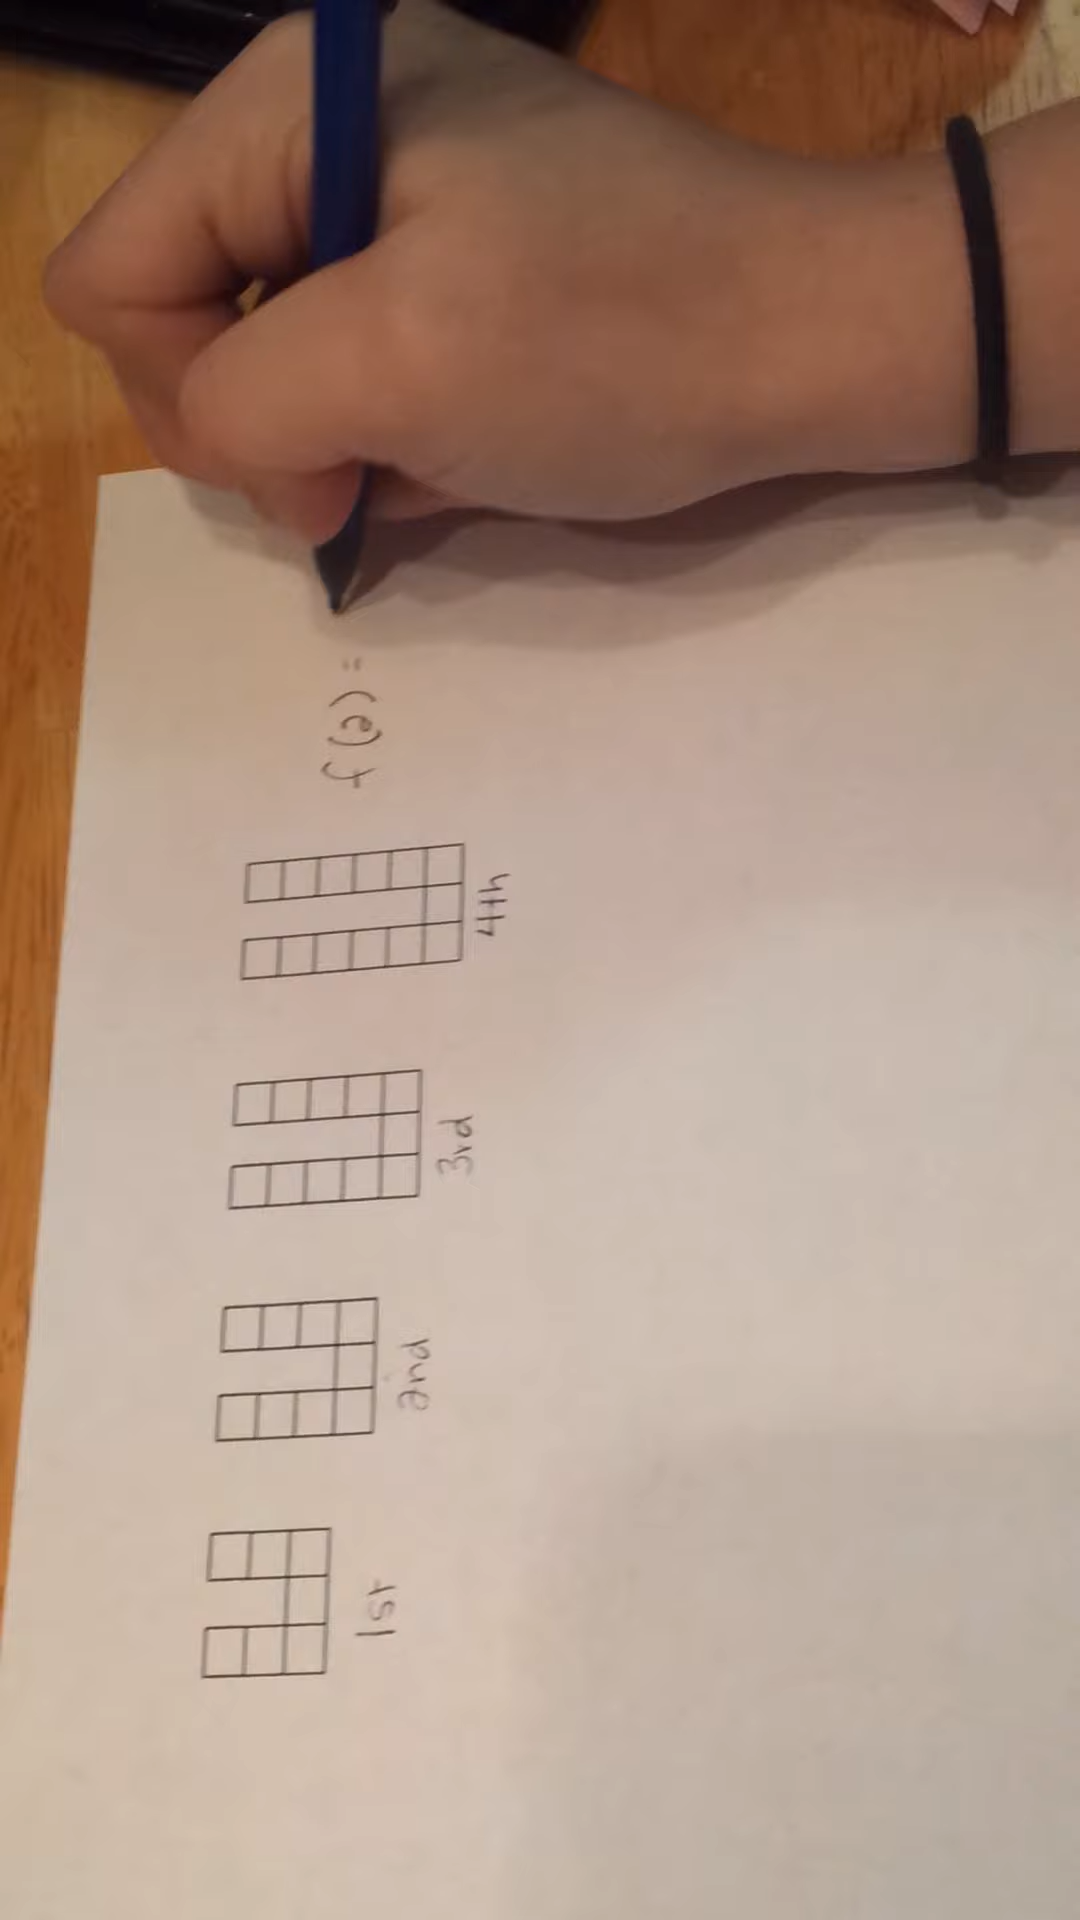 1st
2nd
3rd
4th
f(e) =